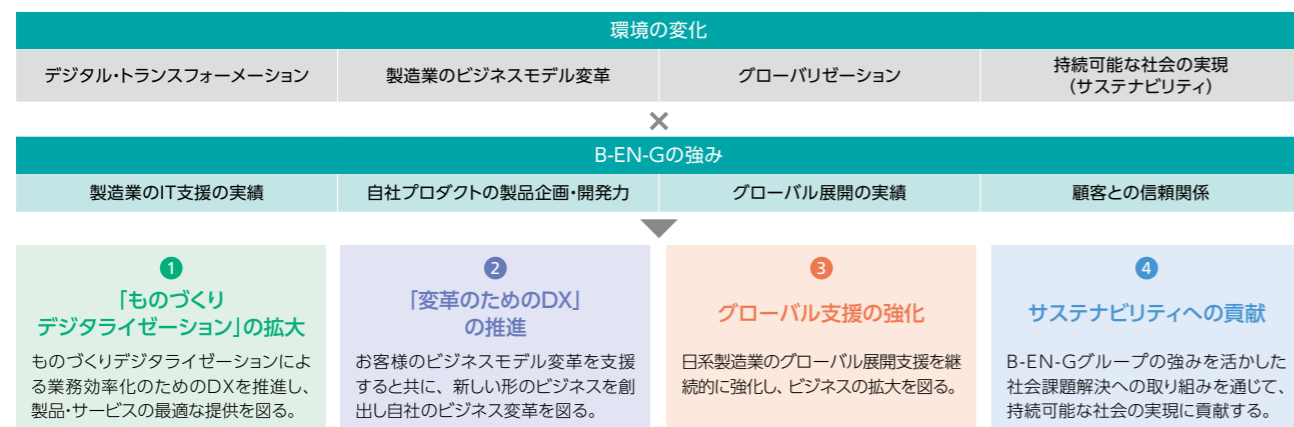 環境の変化
デジタル・トランスフォーメーション
製造業のビジネスモデル変革
グローバリゼーション
持続可能な社会の実現
（サステナビリティ）
×
B-EN-Gの強み
製造業のIT支援の実績
自社プロダクトの製品企画・開発力
グローバル展開の実績
顧客との信頼関係
1
「ものづくり
デジタライゼーション」の拡大
ものづくりデジタライゼーションによ
る業務効率化のためのDXを推進し、
製品・サービスの最適な提供を図る。
2
「変革のためのDX」
の推進
お客様のビジネスモデル変革を支援
すると共に、新しい形のビジネスを創
出し自社のビジネス変革を図る。
3
グローバル支援の強化
日系製造業のグローバル展開支援を継
続的に強化し、ビジネスの拡大を図る。
4
サステナビリティへの貢献
B-EN-Gグループの強みを活かした
社会課題解決への取り組みを通じて、
持続可能な社会の実現に貢献する。